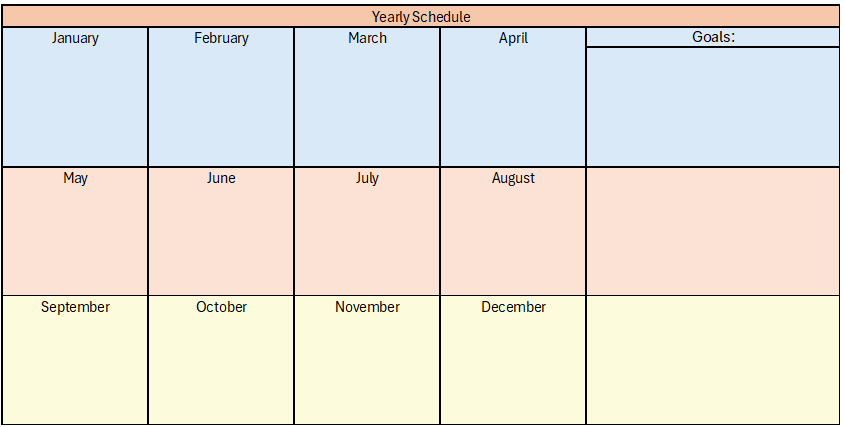 Yearly Schedule
January February March April Goals:
May June July August
September October November December